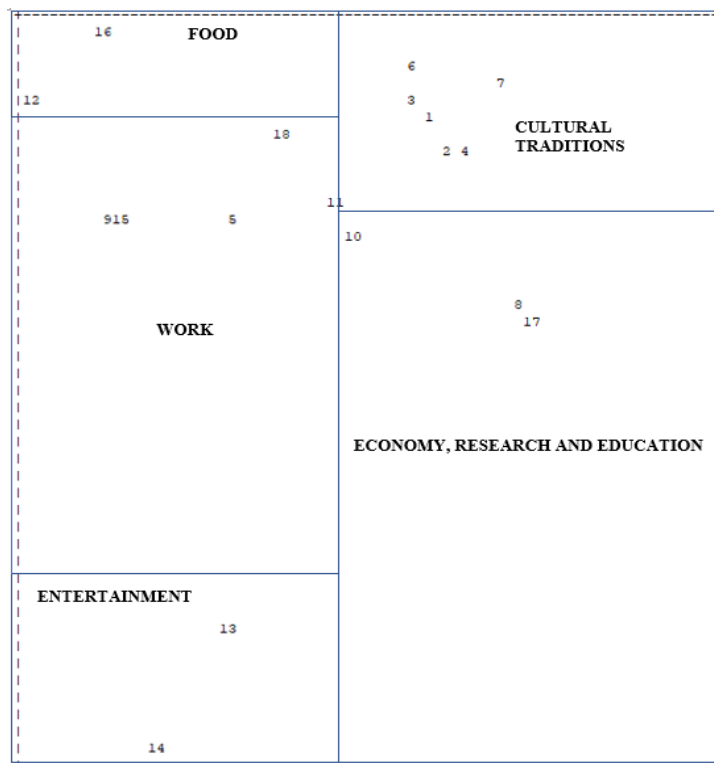 16 FOOD
12
18
11
915 5
WORK
ENTERTAINMENT
13
14
6
7
3
1
CULTURAL
TRADITIONS
2 4
10
8
17
ECONOMY, RESEARCH AND EDUCATION